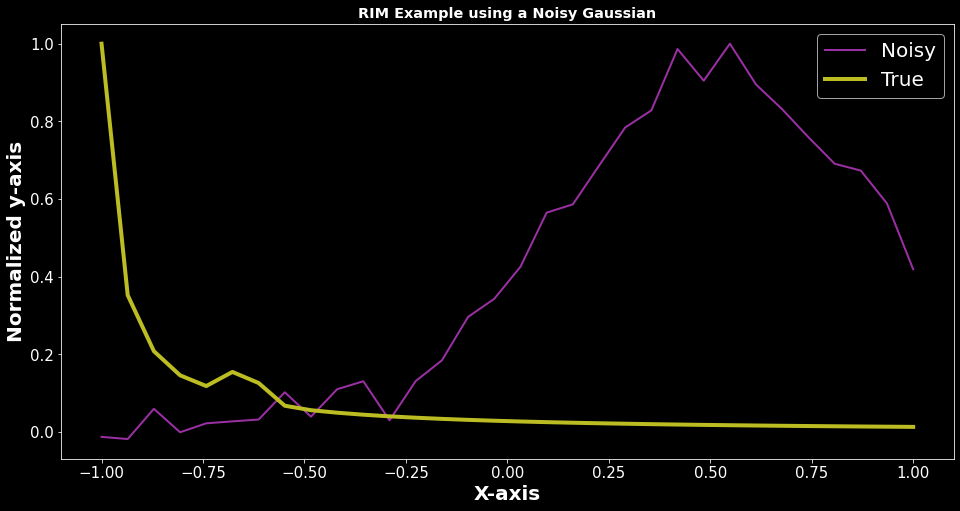 RIM Example using a Noisy Gaussian
Noisy
True
Normalized y-axis
1.0
0.8
0.6
0.4
0.2
0.0
−1.00 −0.75 −0.50 −0.25 0.00 0.25 0.50 0.75 1.00
X-axis